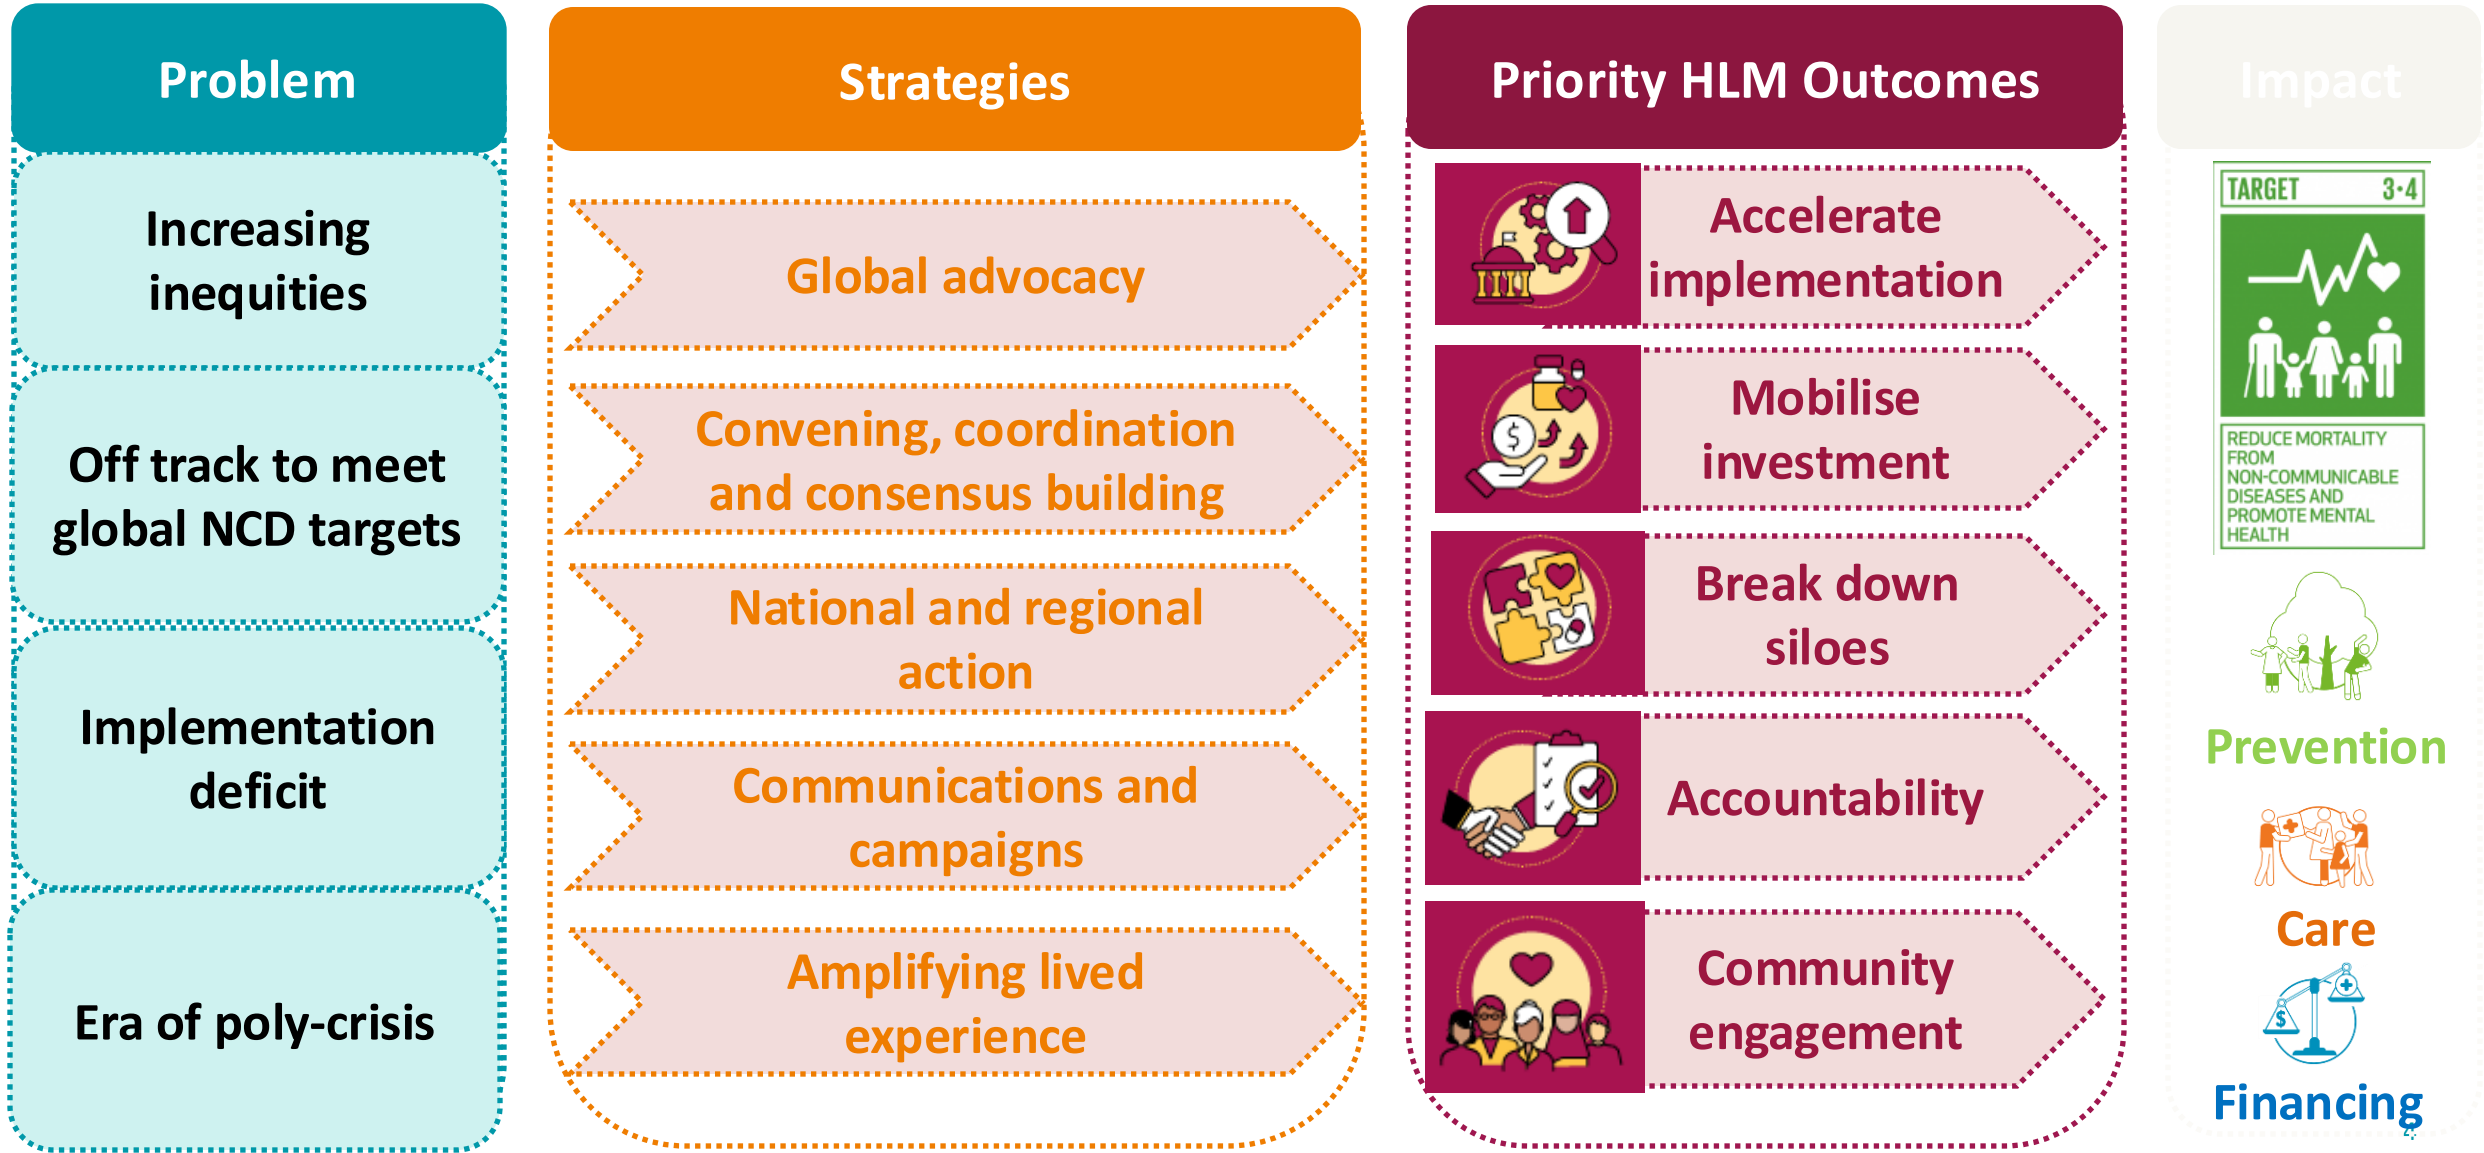 Problem
Increasing
inequities
Off track to meet
global NCD targets
Implementation
deficit
Era of poly-crisis
Strategies
Global advocacy
Convening, coordination
and consensus building
National and regional
action
Communications and
campaigns
Amplifying lived
experience
Priority HLM Outcomes
Accelerate
implementation
$
Mobilise
investment
Break down
siloes
Accountability
Community
engagement
Impact
TARGET 3·4
REDUCE MORTALITY
FROM
NON-COMMUNICABLE
DISEASES AND
PROMOTE MENTAL
HEALTH
Prevention
Care
$
Financing